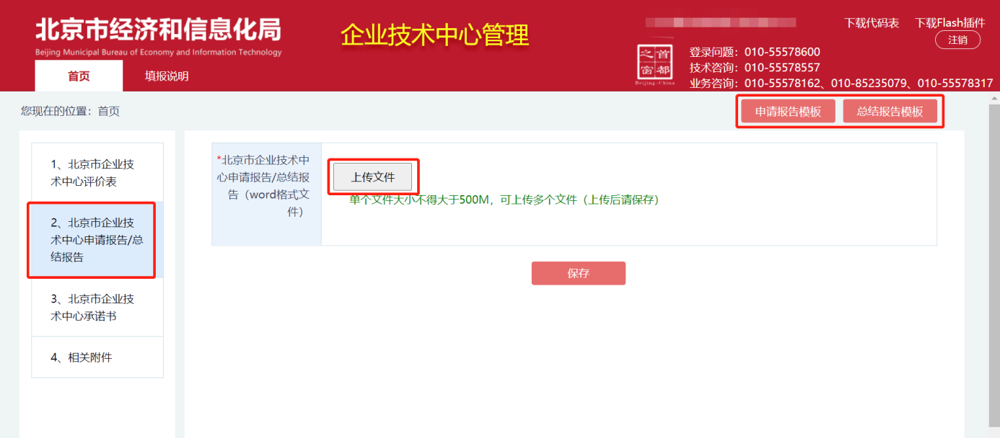 北京市经济和信息化局
Beijing Municipal Bureau of Economy and Information Technology
企业技术中心管理
下载代码表 下载Flash插件
注销
首都之窗
Beijing-China
登录问题：010-55578600
技术咨询：010-55578557
业务咨询：010-55578162、010-85235079、010-55578317
首页 填报说明
您现在的位置：首页
申请报告模板 总结报告模板
1、北京市企业技
术中心评价表
2、北京市企业技
术中心申请报告/总
结报告
3、北京市企业技
术中心承诺书
4、相关附件
*北京市企业技术中
心申请报告/总结报
告（word格式文
件）
上传文件
单个文件大小不得大于500M，可上传多个文件（上传后请保存）
保存